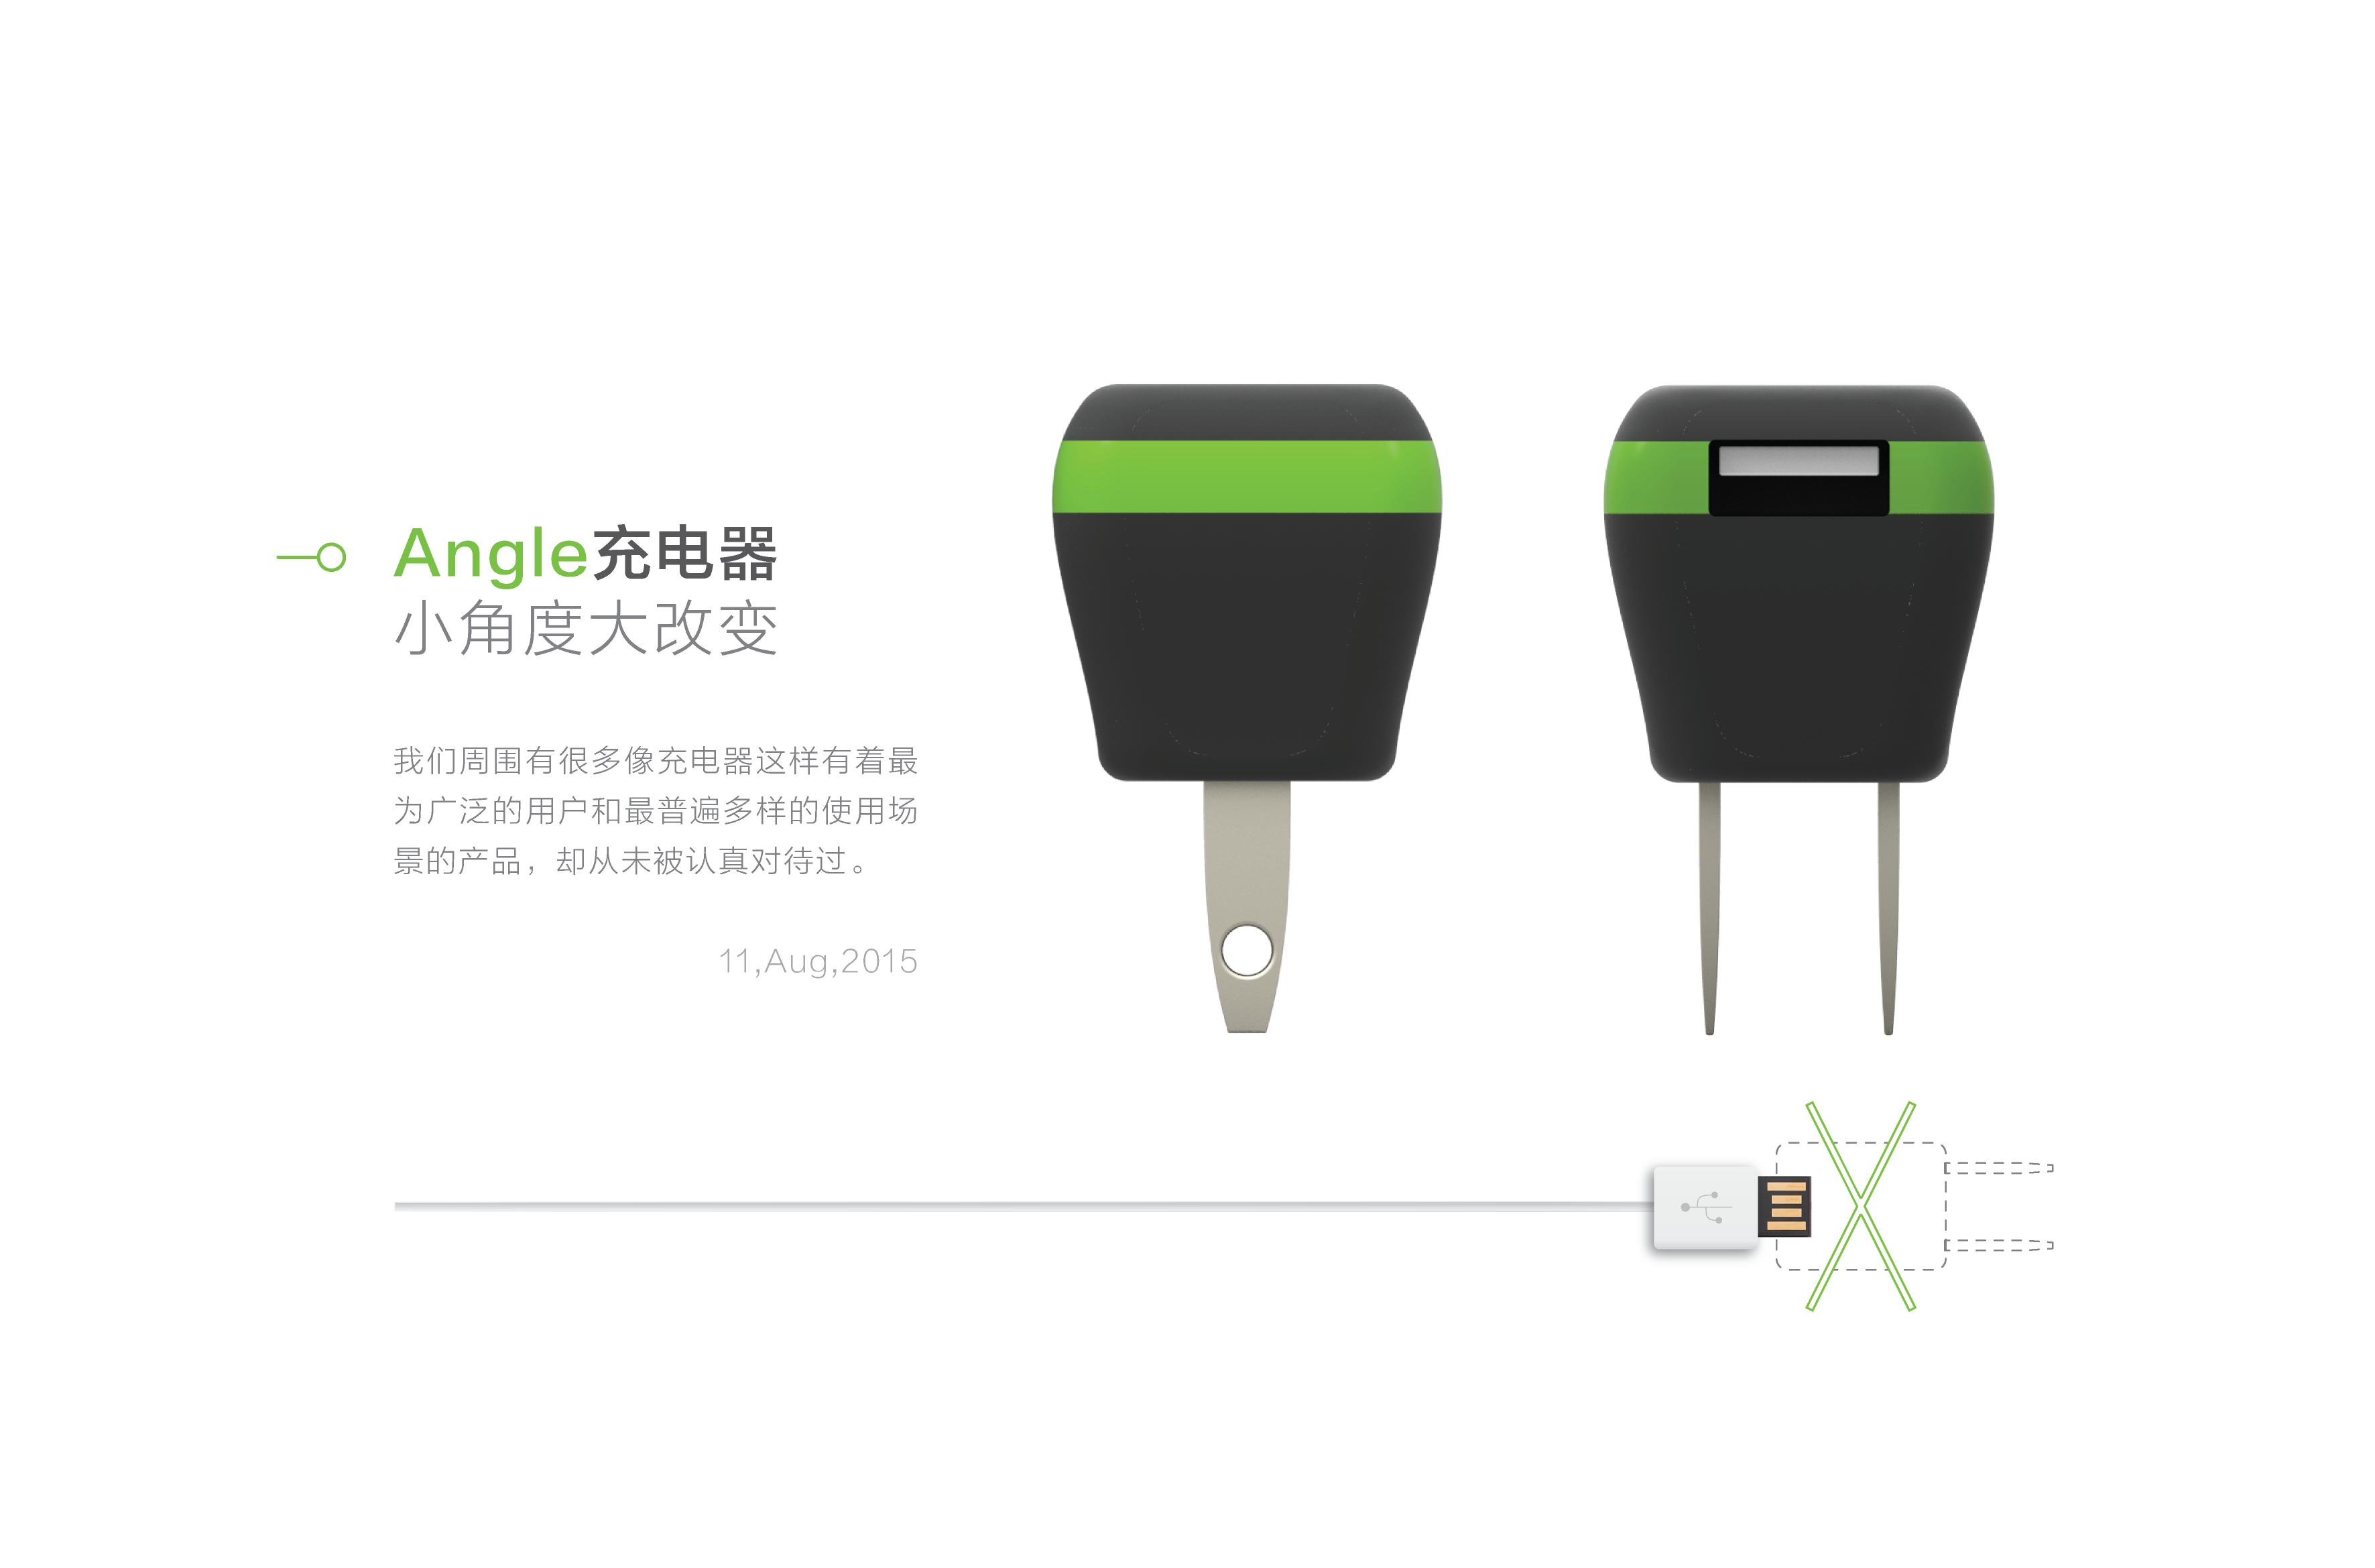 Angle充电器
小角度大改变
我们周围有很多像充电器这样有着最
为广泛的用户和最普遍多样的使用场
景的产品，却从未被认真对待过。
11,Aug,2015